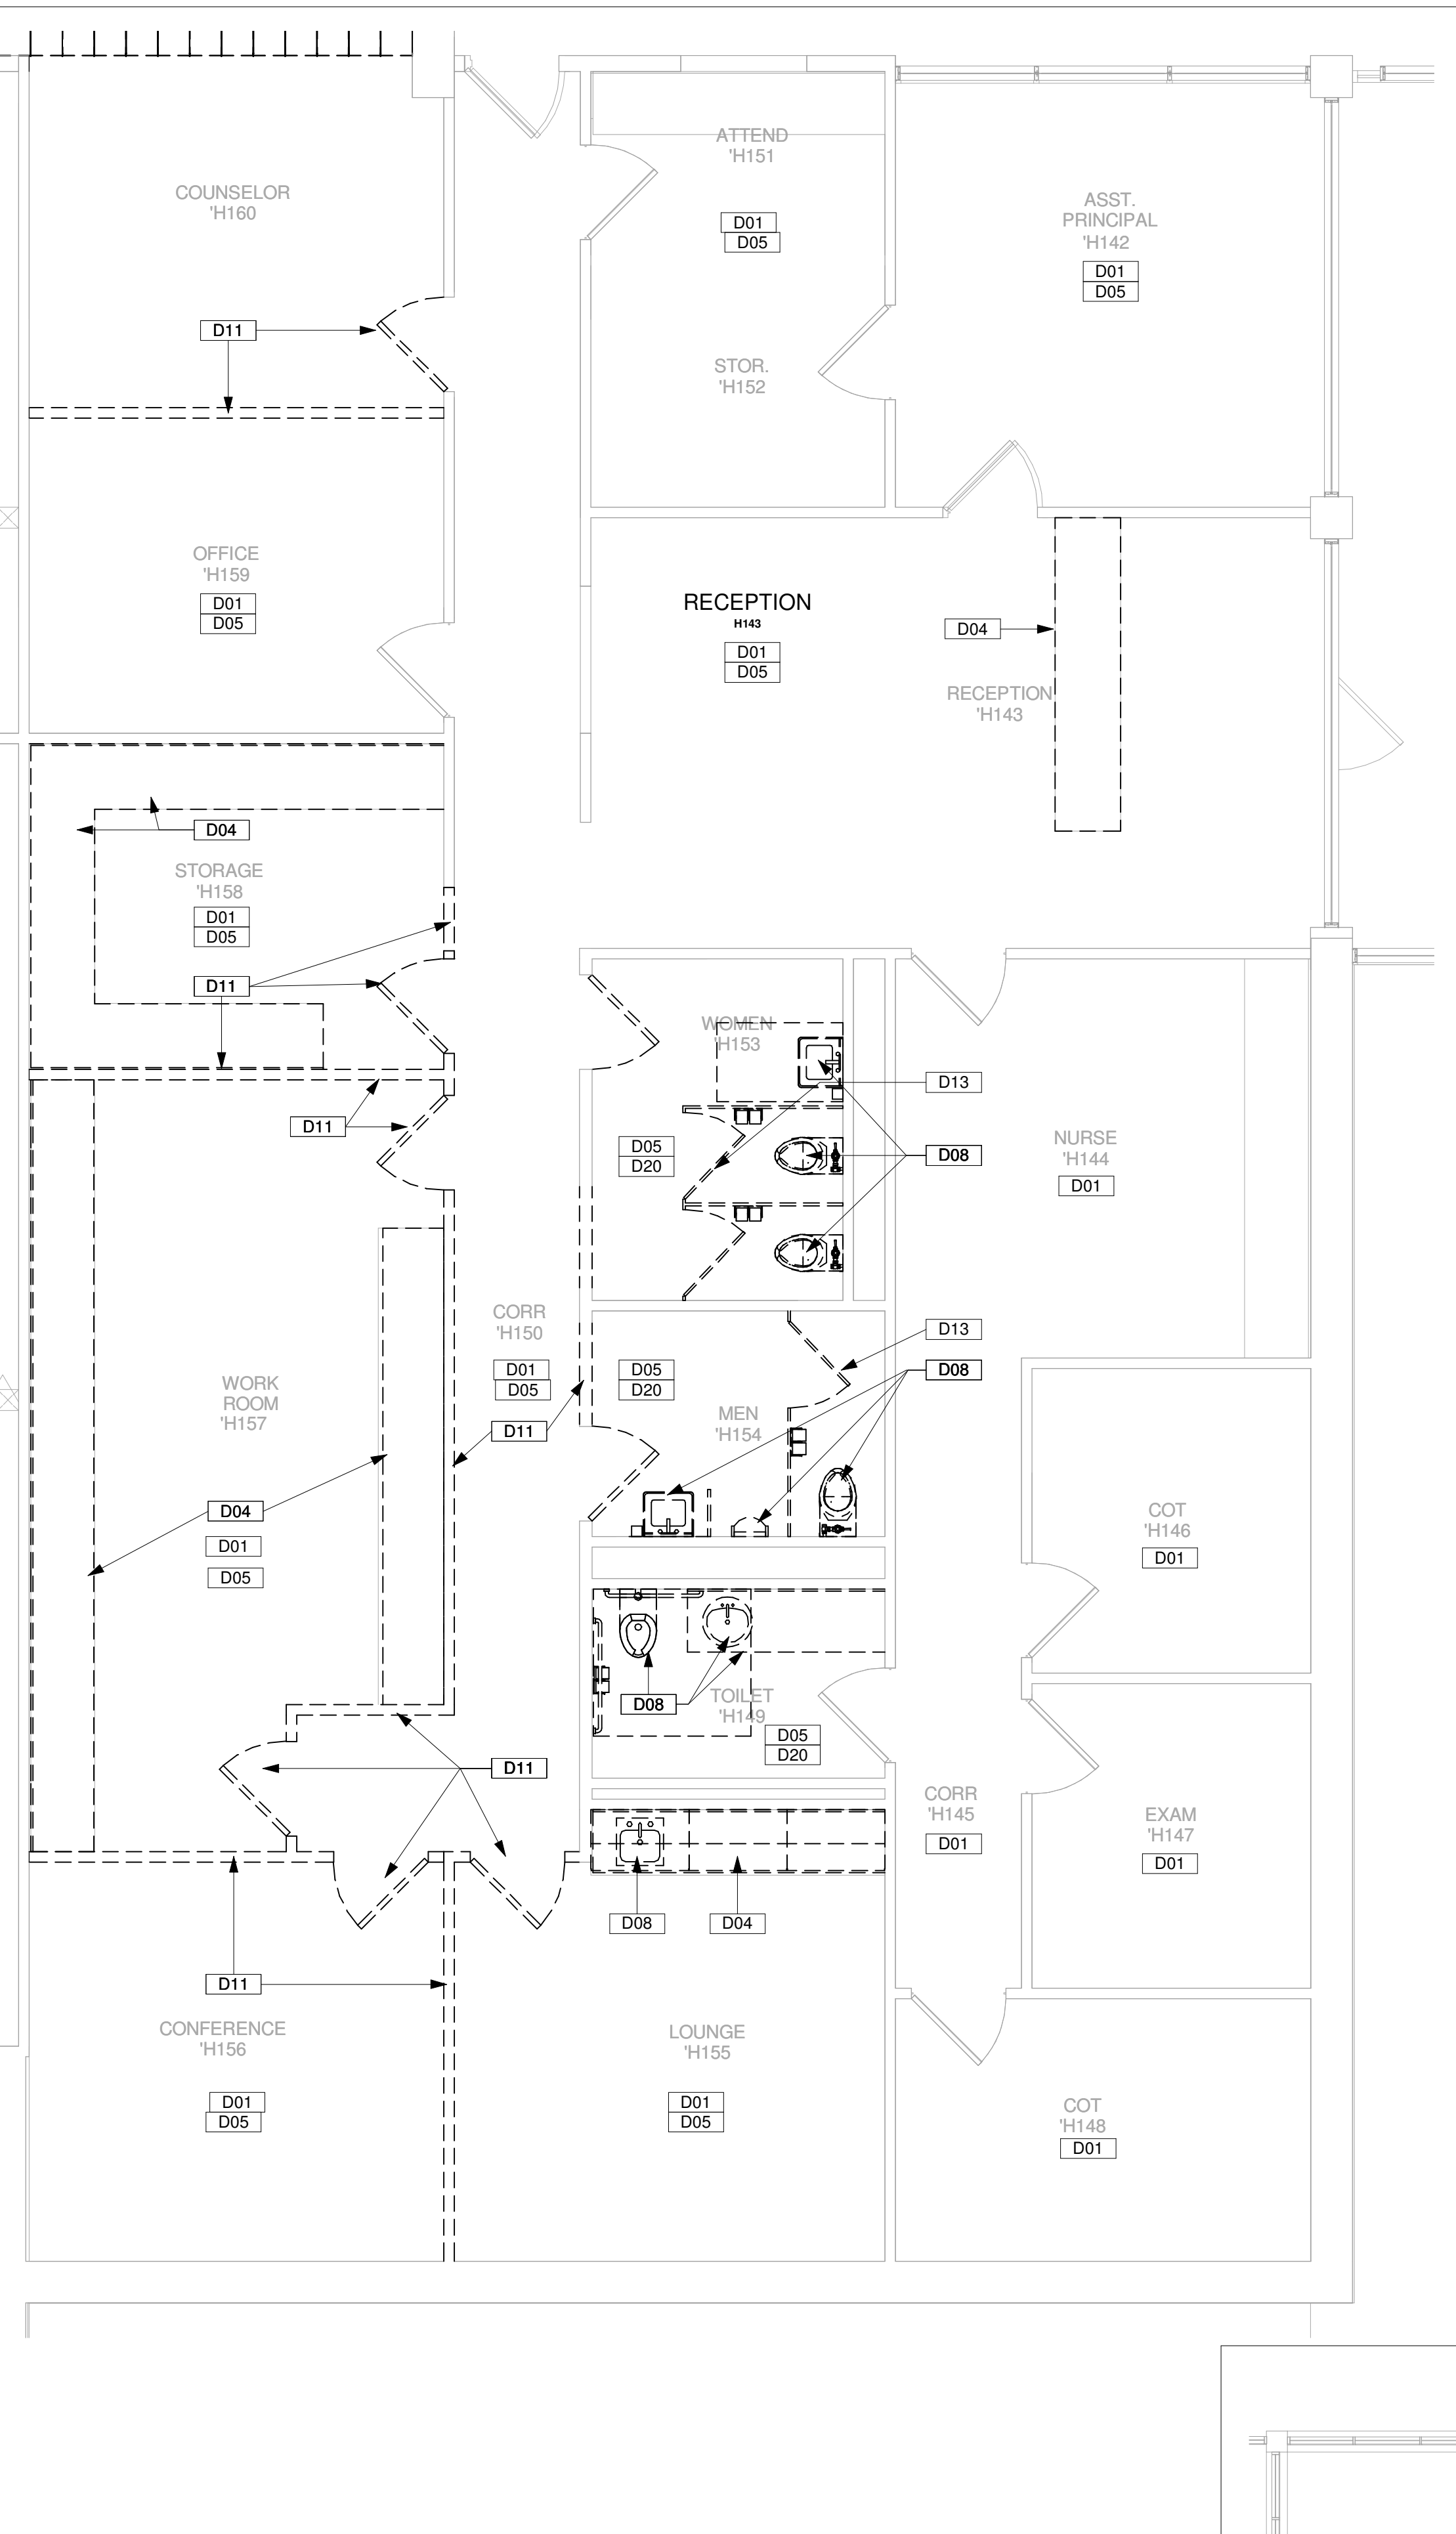 ATTEND
'H151
COUNSELOR
'H160
ASST.
PRINCIPAL
'H142
D01
D05
D01
D05
D11
STOR.
'H152
OFFICE
'H159
D01
D05
RECEPTION
H143
D01
D05
D04
RECEPTION
'H143
D04
STORAGE
'H158
D01
D05
D11
WOMEN
'H153
D13
D11
D05
D20
D08
NURSE
'H144
D01
CORR
'H150
D01
D05
D11
D05
D20
D13
D08
MEN
'H154
WORK
ROOM
'H157
D04
D01
D05
COT
'H146
D01
D08
TOILET
'H149
D05
D20
D11
CORR
'H145
D01
EXAM
'H147
D01
D08
D04
D11
CONFERENCE
'H156
D01
D05
LOUNGE
'H155
D01
D05
COT
'H148
D01